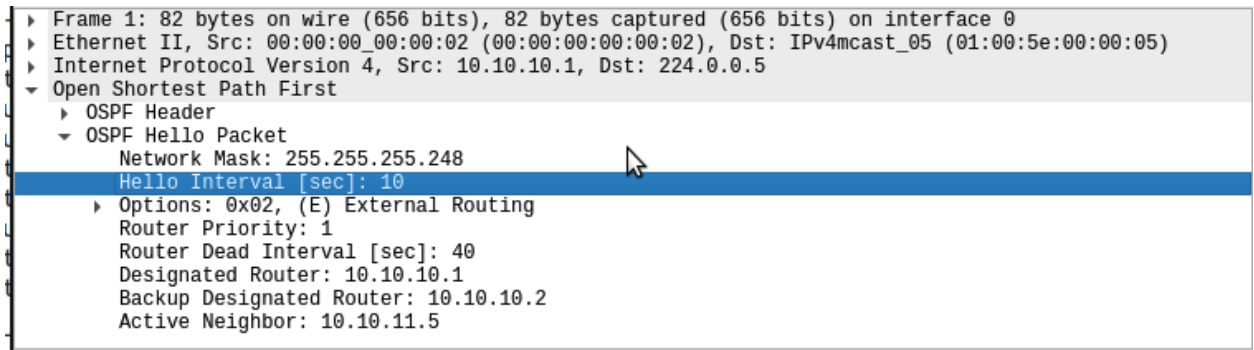 Frame 1: 82 bytes on wire (656 bits), 82 bytes captured (656 bits) on interface 0
Ethernet II, Src: 00:00:00_00:00:02 (00:00:00:00:00:02), Dst: IPv4mcast_05 (01:00:5e:00:00:05)
Internet Protocol Version 4, Src: 10.10.10.1, Dst: 224.0.0.5
Open Shortest Path First
OSPF Header
OSPF Hello Packet
Network Mask: 255.255.255.248
Hello Interval [sec]: 10
Options: 0x02, (E) External Routing
Router Priority: 1
Router Dead Interval [sec]: 40
Designated Router: 10.10.10.1
Backup Designated Router: 10.10.10.2
Active Neighbor: 10.10.11.5